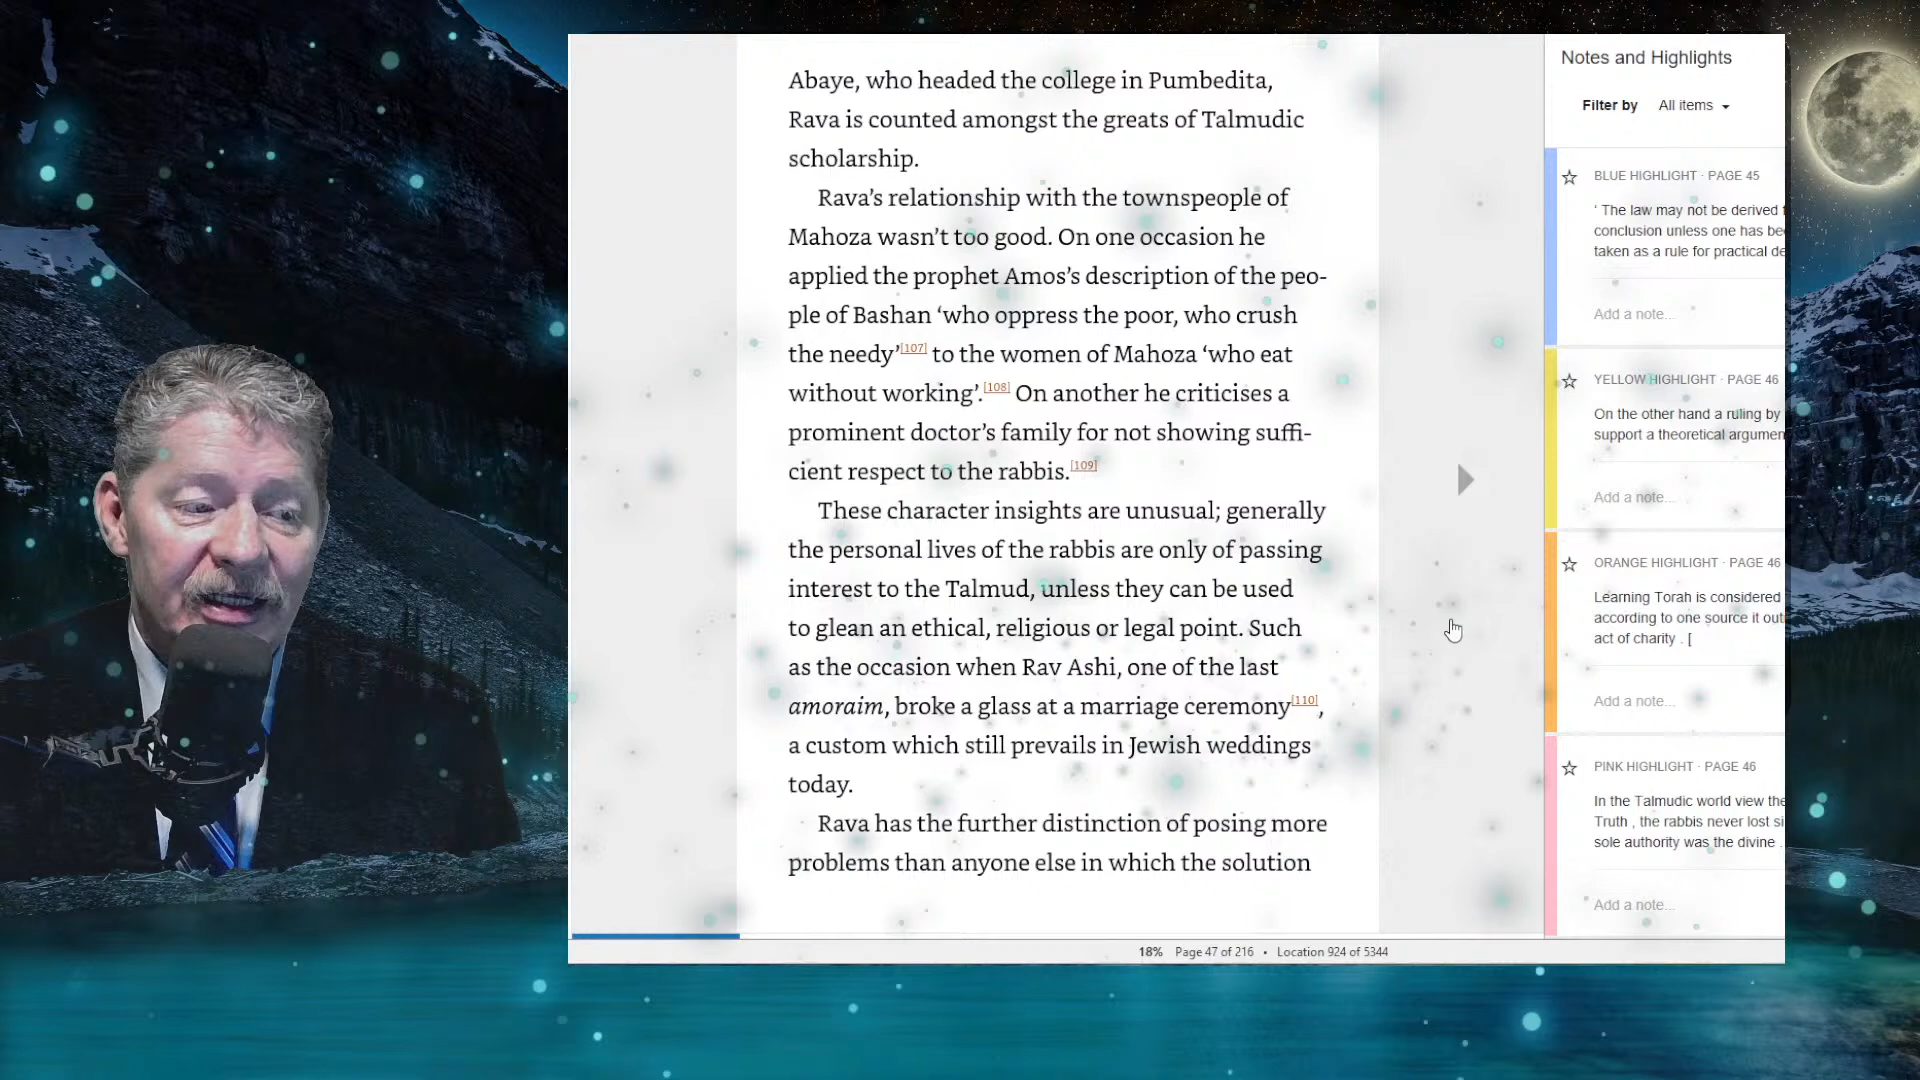 Abaye, who headed the college in Pumbedita,
Rava is counted amongst the greats of Talmudic
scholarship.
Rava’s relationship with the townspeople of
Mahoza wasn’t too good. On one occasion he
applied the prophet Amos’s description of the peo-
ple of Bashan ‘who oppress the poor, who crush
the needy’[107] to the women of Mahoza ‘who eat
without working’.[108] On another he criticises a
prominent doctor’s family for not showing suffi-
cient respect to the rabbis.[109]
These character insights are unusual; generally
the personal lives of the rabbis are only of passing
interest to the Talmud, unless they can be used
to glean an ethical, religious or legal point. Such
as the occasion when Rav Ashi, one of the last
amoraim, broke a glass at a marriage ceremony[110],
a custom which still prevails in Jewish weddings
today.
Rava has the further distinction of posing more
problems than anyone else in which the solution
18% Page 47 of 216 • Location 924 of 5344
Notes and Highlights
Filter by All items
BLUE HIGHLIGHT · PAGE 45
‘ The law may not be derived
conclusion unless one has
taken as a rule for practical
Add a note...
YELLOW HIGHLIGHT · PAGE 46
On the other hand a ruling by
support a theoretical
Add a note...
ORANGE HIGHLIGHT · PAGE 46
Learning Torah is considered
according to one source it
act of charity . [
Add a note...
PINK HIGHLIGHT · PAGE 46
In the Talmudic world view
Truth , the rabbis never lost
sole authority was the divine .
Add a note...